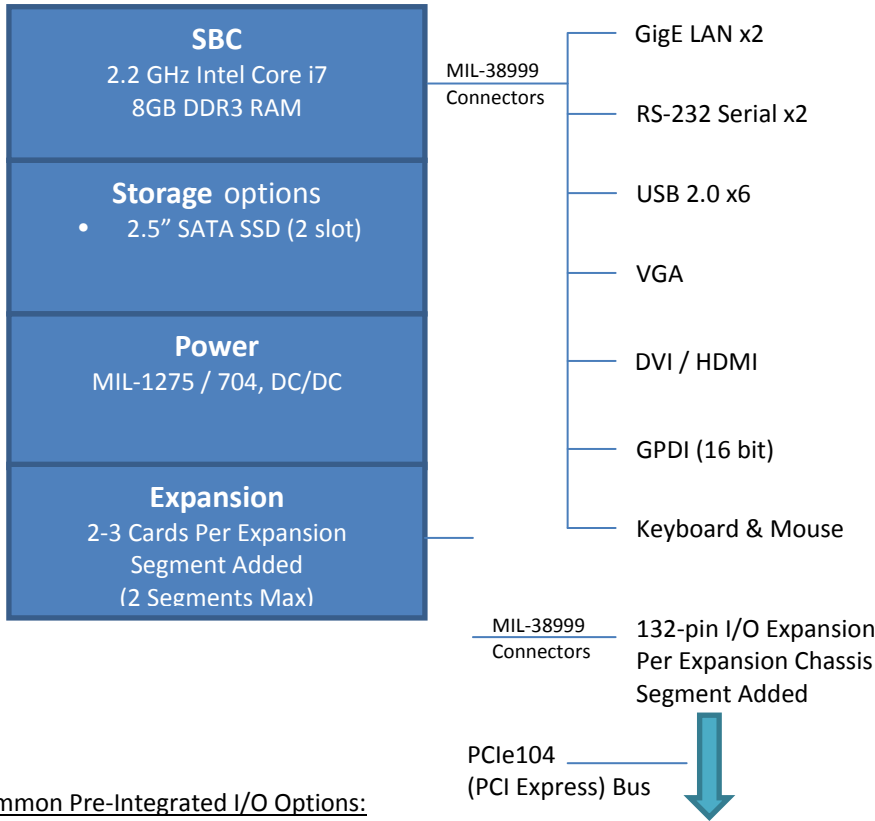 SBC
2.2 GHz Intel Core i7
8GB DDR3 RAM
Storage options
• 2.5” SATA SSD (2 slot)
Power
MIL-1275 / 704, DC/DC
Expansion
2-3 Cards Per Expansion
Segment Added
(2 Segments Max)
MIL-38999
Connectors
GigE LAN x2
RS-232 Serial x2
USB 2.0 x6
VGA
DVI / HDMI
GPDI (16 bit)
Keyboard & Mouse
MIL-38999
Connectors
132-pin I/O Expansion
Per Expansion Chassis
Segment Added
PCIe104
(PCI Express) Bus
mmon Pre-Integrated I/O Options: